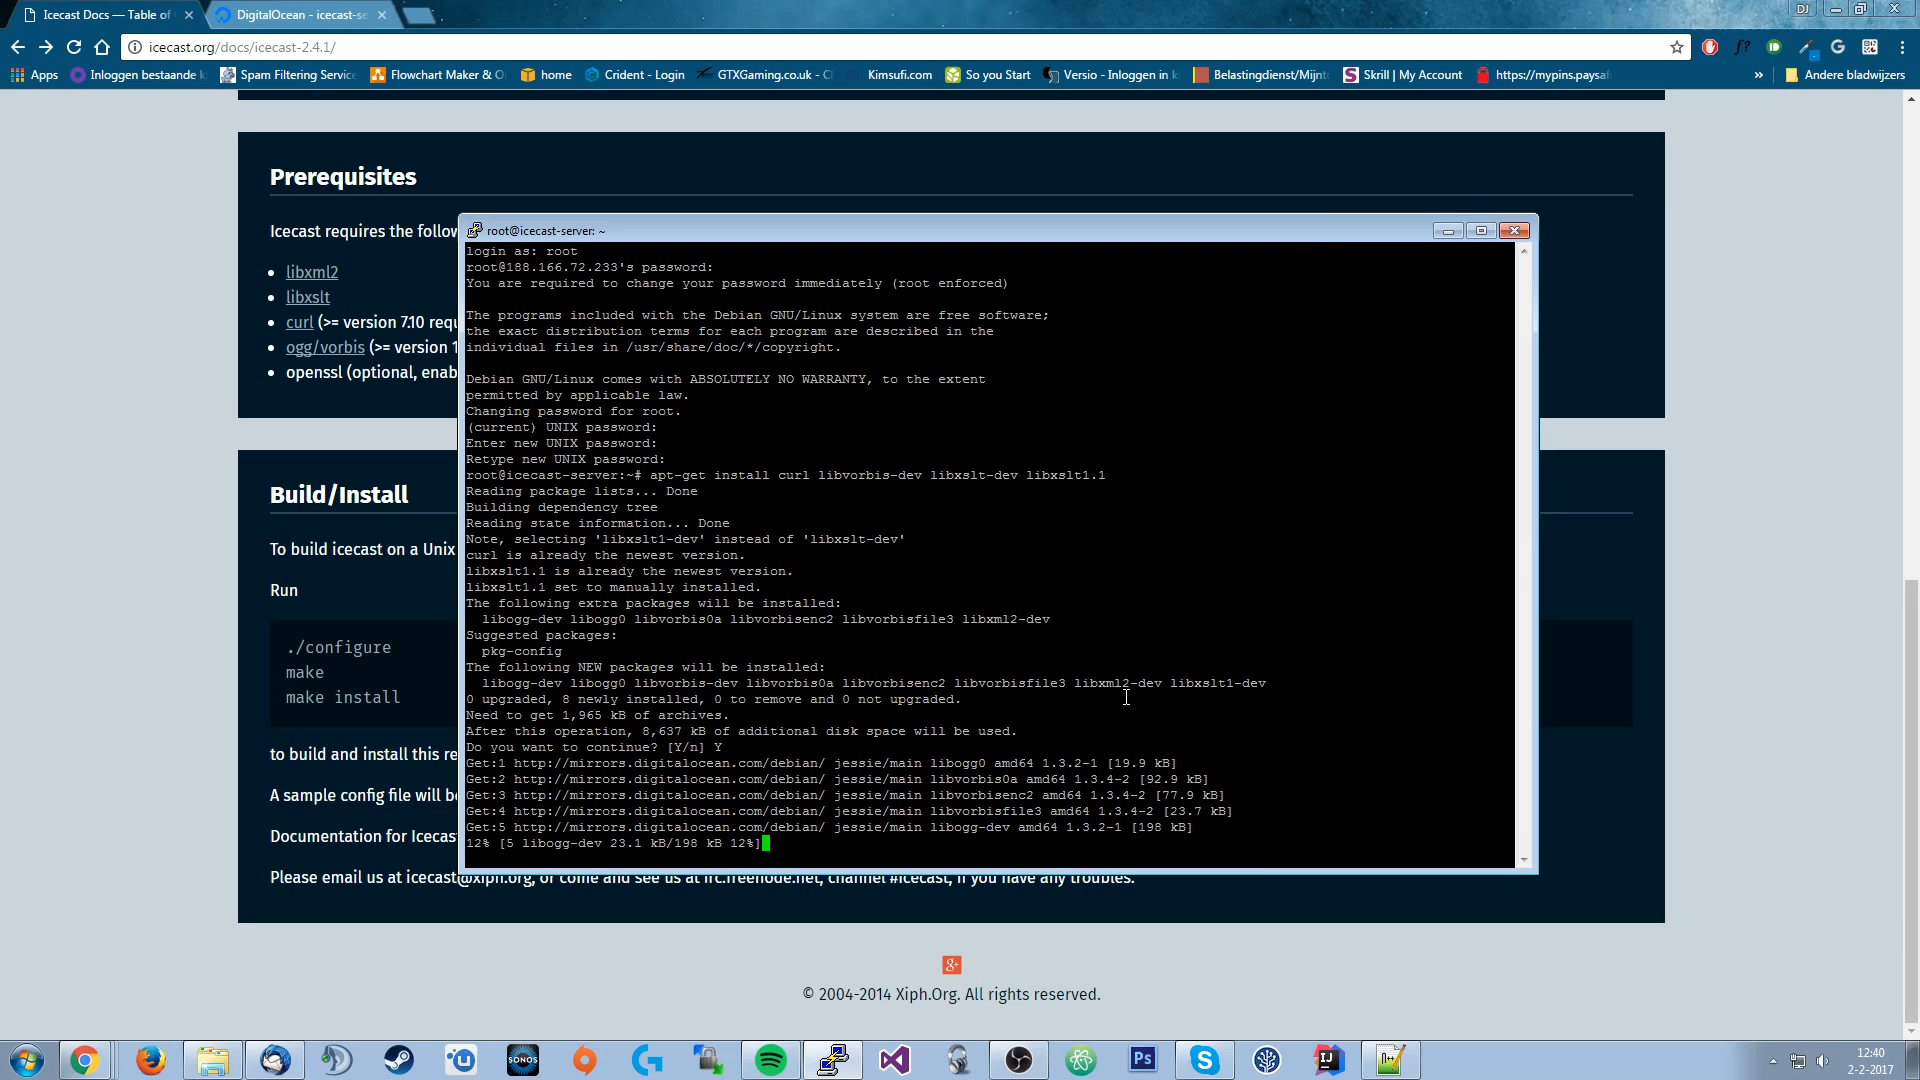 Icecast Docs — Table of
DigitalOcean - icecast-se
DJ
icecast.org/docs/icecast-2.4.1/
Apps
Inloggen bestaande k
Spam Filtering Service
Flowchart Maker & O
home
Crident - Login
GTXGaming.co.uk - C
Kimsufi.com
So you Start
Versio - Inloggen in k
Belastingdienst/Mijnt
Skrill | My Account
https://mypins.paysaf
»
Andere bladwijzers
Prerequisites
Icecast requires the follow
libxml2
libxslt
curl (>= version 7.10 requ
ogg/vorbis (>= version 1
openssl (optional, enab
Build/Install
To build icecast on a Unix
Run
./configure
make
make install
to build and install this re
A sample config file will be
Documentation for Icecas
Please email us at icecast@xiph.org, or come and see us at irc.freenode.net, channel #icecast, if you have any troubles.
root@icecast-server: ~
login as: root
root@188.166.72.233's password:
You are required to change your password immediately (root enforced)
The programs included with the Debian GNU/Linux system are free software;
the exact distribution terms for each program are described in the
individual files in /usr/share/doc/*/copyright.
Debian GNU/Linux comes with ABSOLUTELY NO WARRANTY, to the extent
permitted by applicable law.
Changing password for root.
(current) UNIX password:
Enter new UNIX password:
Retype new UNIX password:
root@icecast-server:~# apt-get install curl libvorbis-dev libxslt-dev libxslt1.1
Reading package lists... Done
Building dependency tree
Reading state information... Done
Note, selecting 'libxslt1-dev' instead of 'libxslt-dev'
curl is already the newest version.
libxslt1.1 is already the newest version.
libxslt1.1 set to manually installed.
The following extra packages will be installed:
libogg-dev libogg0 libvorbis0a libvorbisenc2 libvorbisfile3 libxml2-dev
Suggested packages:
pkg-config
The following NEW packages will be installed:
libogg-dev libogg0 libvorbis-dev libvorbis0a libvorbisenc2 libvorbisfile3 libxml2-dev libxslt1-dev
0 upgraded, 8 newly installed, 0 to remove and 0 not upgraded.
Need to get 1,965 kB of archives.
After this operation, 8,637 kB of additional disk space will be used.
Do you want to continue? [Y/n] Y
Get:1 http://mirrors.digitalocean.com/debian/ jessie/main libogg0 amd64 1.3.2-1 [19.9 kB]
Get:2 http://mirrors.digitalocean.com/debian/ jessie/main libvorbis0a amd64 1.3.4-2 [92.9 kB]
Get:3 http://mirrors.digitalocean.com/debian/ jessie/main libvorbisenc2 amd64 1.3.4-2 [77.9 kB]
Get:4 http://mirrors.digitalocean.com/debian/ jessie/main libvorbisfile3 amd64 1.3.4-2 [23.7 kB]
Get:5 http://mirrors.digitalocean.com/debian/ jessie/main libogg-dev amd64 1.3.2-1 [198 kB]
12% [5 libogg-dev 23.1 kB/198 kB 12%]
g+
© 2004-2014 Xiph.Org. All rights reserved.
SONOS
Ps
IJ
12:40
2-2-2017